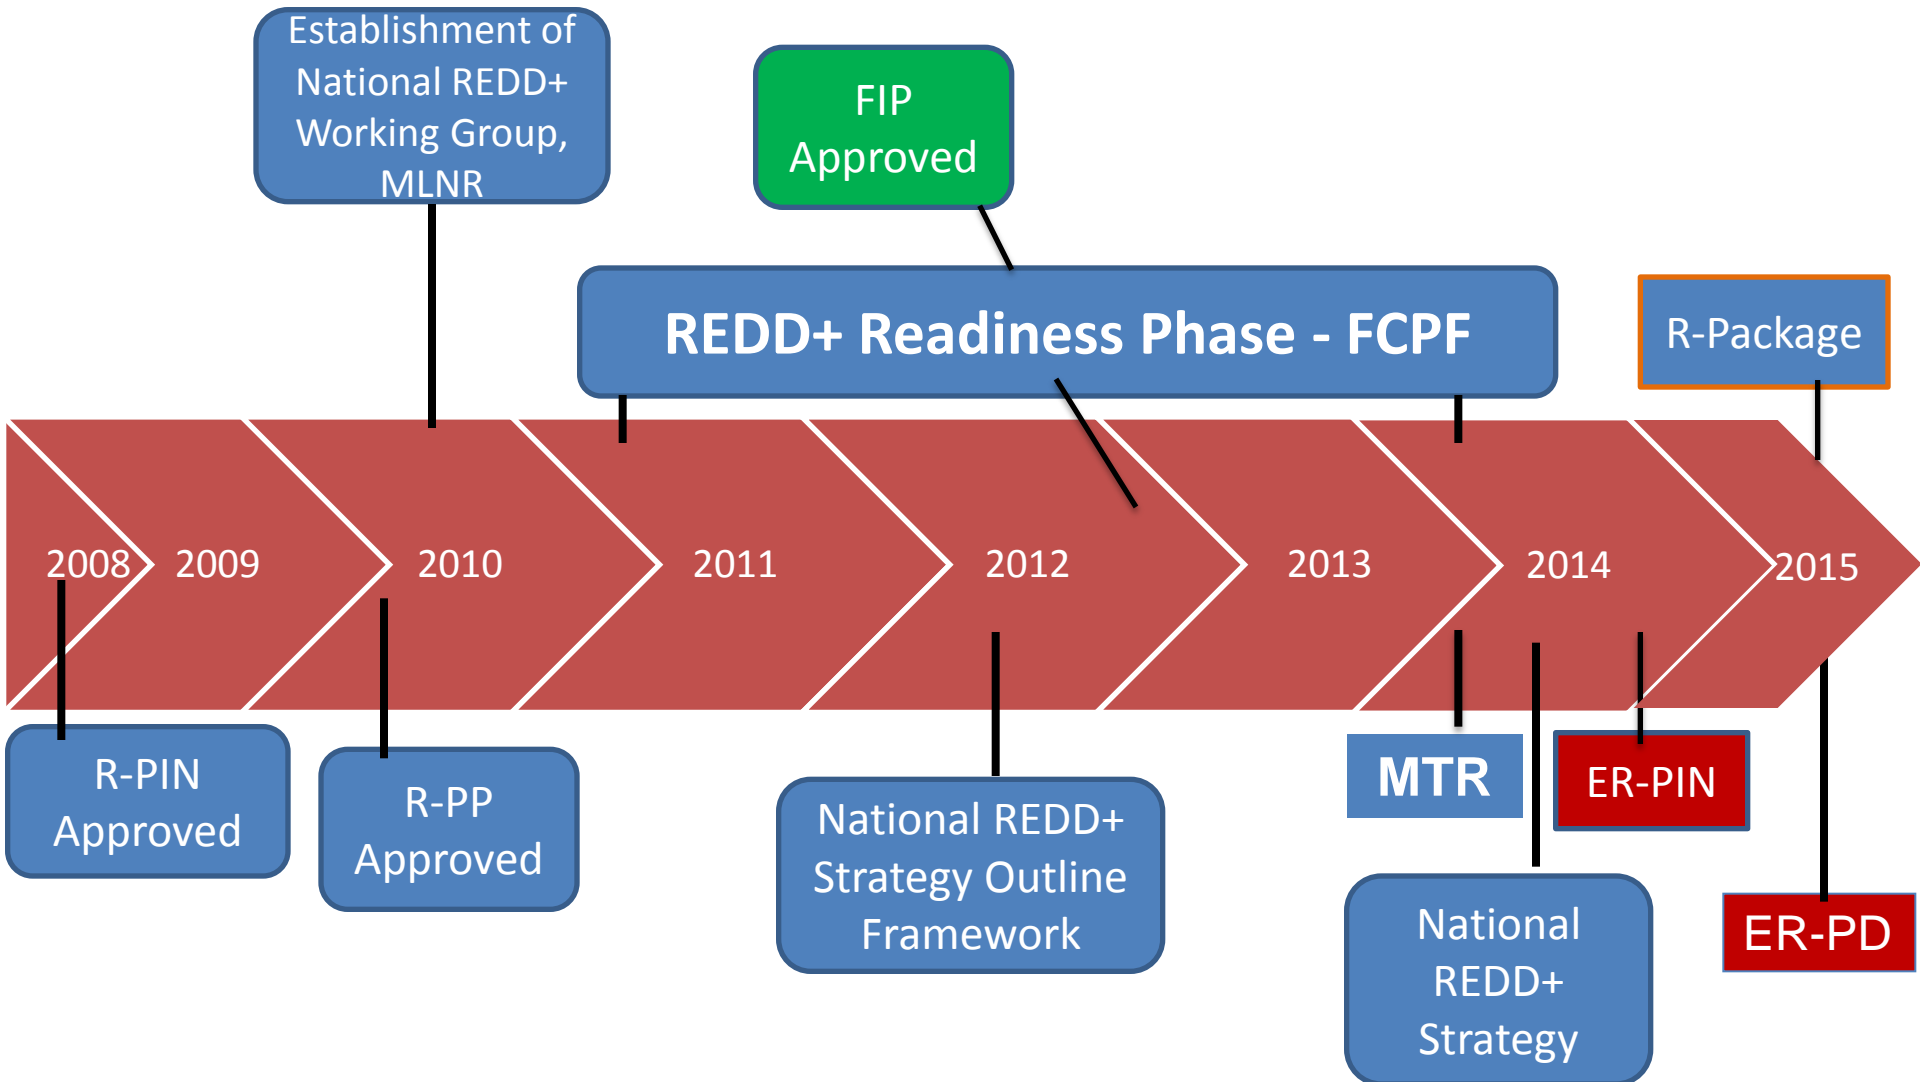 Establishment of
National REDD+
Working Group,
MLNR
FIP
Approved
REDD+ Readiness Phase - FCPF
R-Package
2008
2009
2010
2011
2012
2013
2014
2015
R-PIN
Approved
R-PP
Approved
National REDD+
Strategy Outline
Framework
MTR
ER-PIN
National
REDD+
Strategy
ER-PD